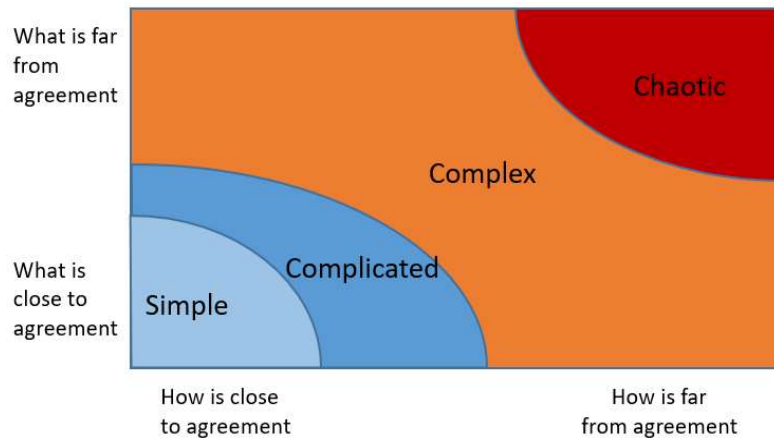 What is far
from
agreement
Chaotic
Complex
What is
close to
agreement
Complicated
Simple
How is close
to agreement
How is far
from agreement